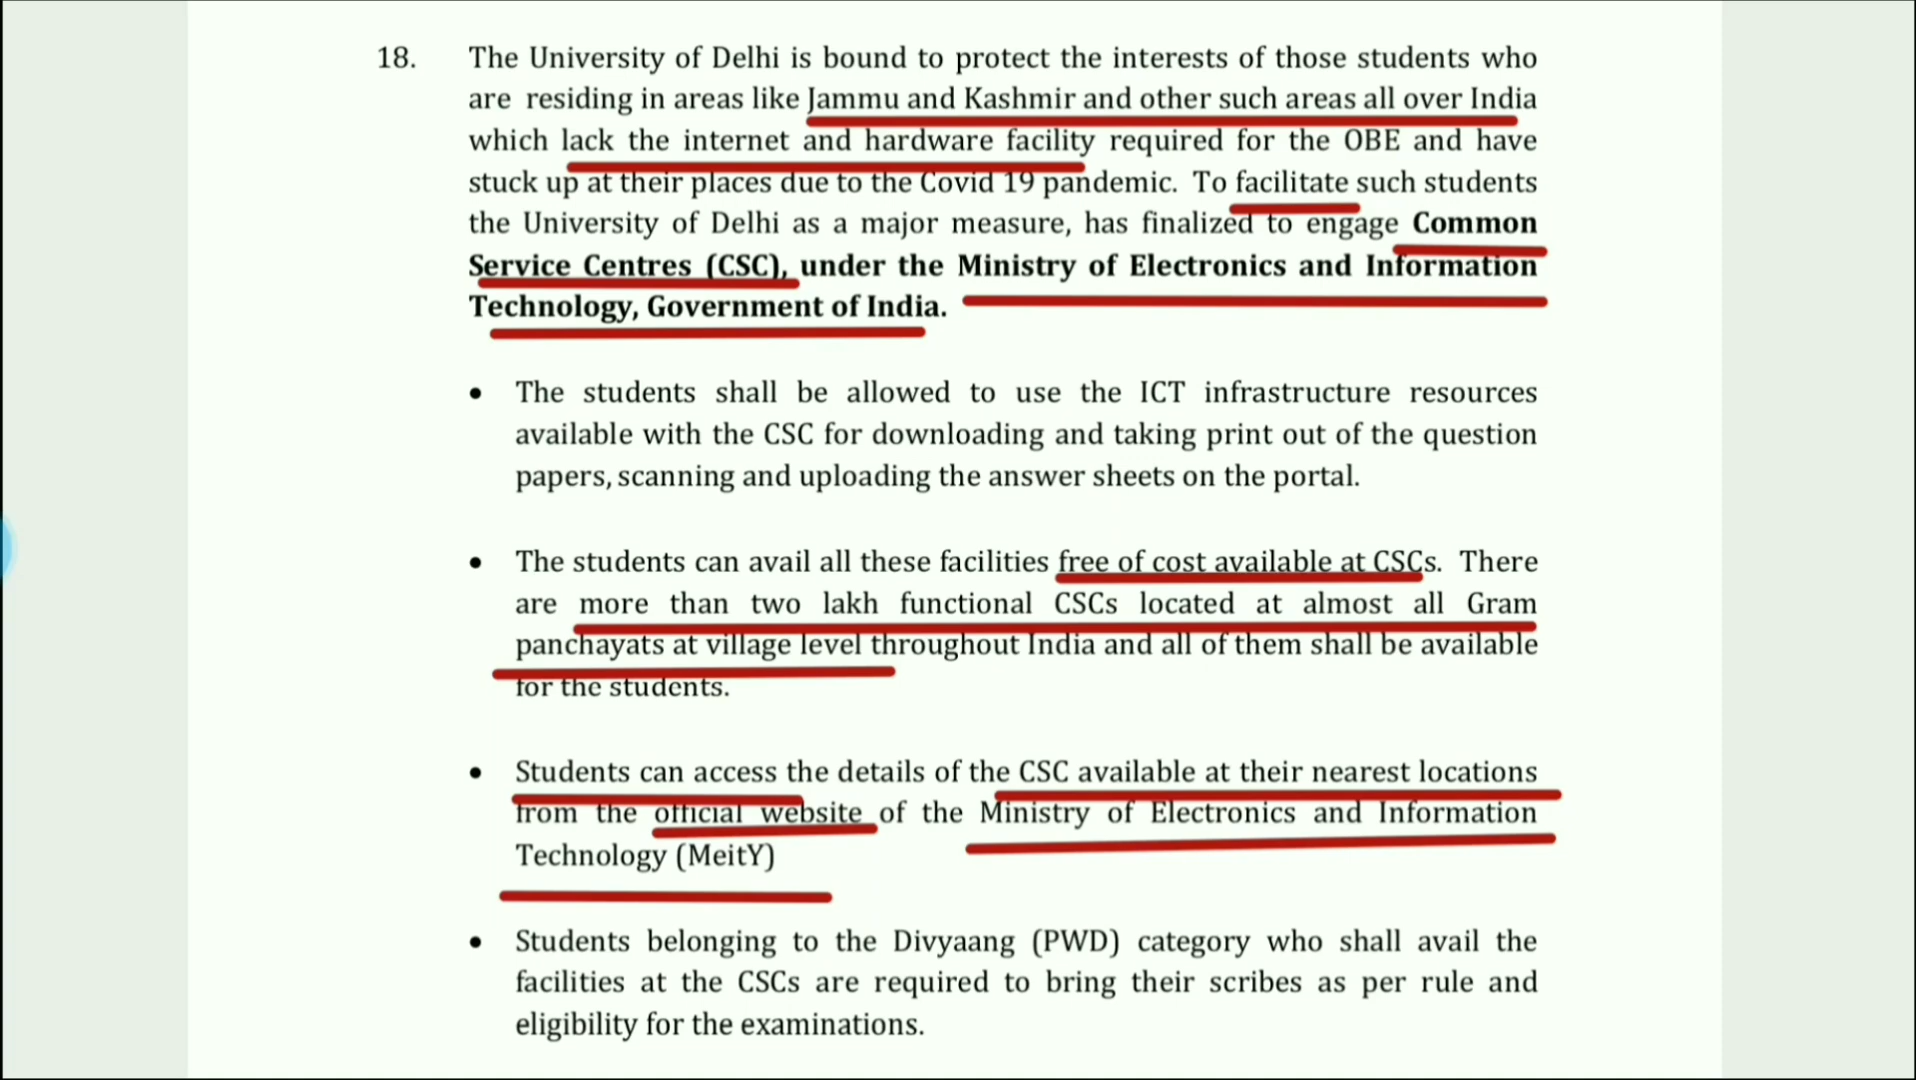 18. The University of Delhi is bound to protect the interests of those students who
are residing in areas like Jammu and Kashmir and other such areas all over India
which lack the internet and hardware facility required for the OBE and have
stuck up at their places due to the Covid 19 pandemic. To facilitate such students
the University of Delhi as a major measure, has finalized to engage Common
Service Centres (CSC), under the Ministry of Electronics and Information
Technology, Government of India.
• The students shall be allowed to use the ICT infrastructure resources
available with the CSC for downloading and taking print out of the question
papers, scanning and uploading the answer sheets on the portal.
• The students can avail all these facilities free of cost available at CSCs. There
are more than two lakh functional CSCs located at almost all Gram
panchayats at village level throughout India and all of them shall be available
for the students.
• Students can access the details of the CSC available at their nearest locations
from the official website of the Ministry of Electronics and Information
Technology (MeitY)
• Students belonging to the Divyaang (PWD) category who shall avail the
facilities at the CSCs are required to bring their scribes as per rule and
eligibility for the examinations.